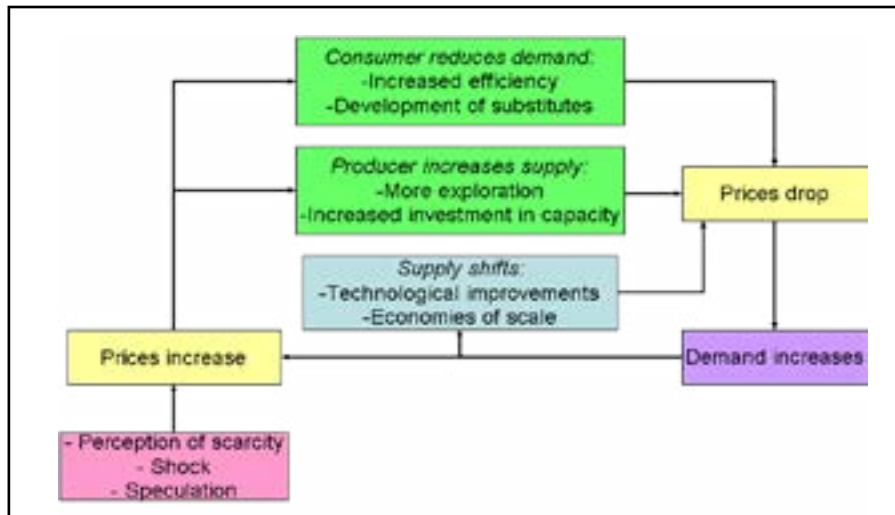 Consumer reduces demand:
-Increased efficiency
-Development of substitutes
Producer increases supply:
-More exploration
-Increased investment in capacity
Prices drop
Supply shifts:
-Technological improvements
-Economies of scale
Prices increase
Demand increases
- Perception of scarcity
- Shock
- Speculation